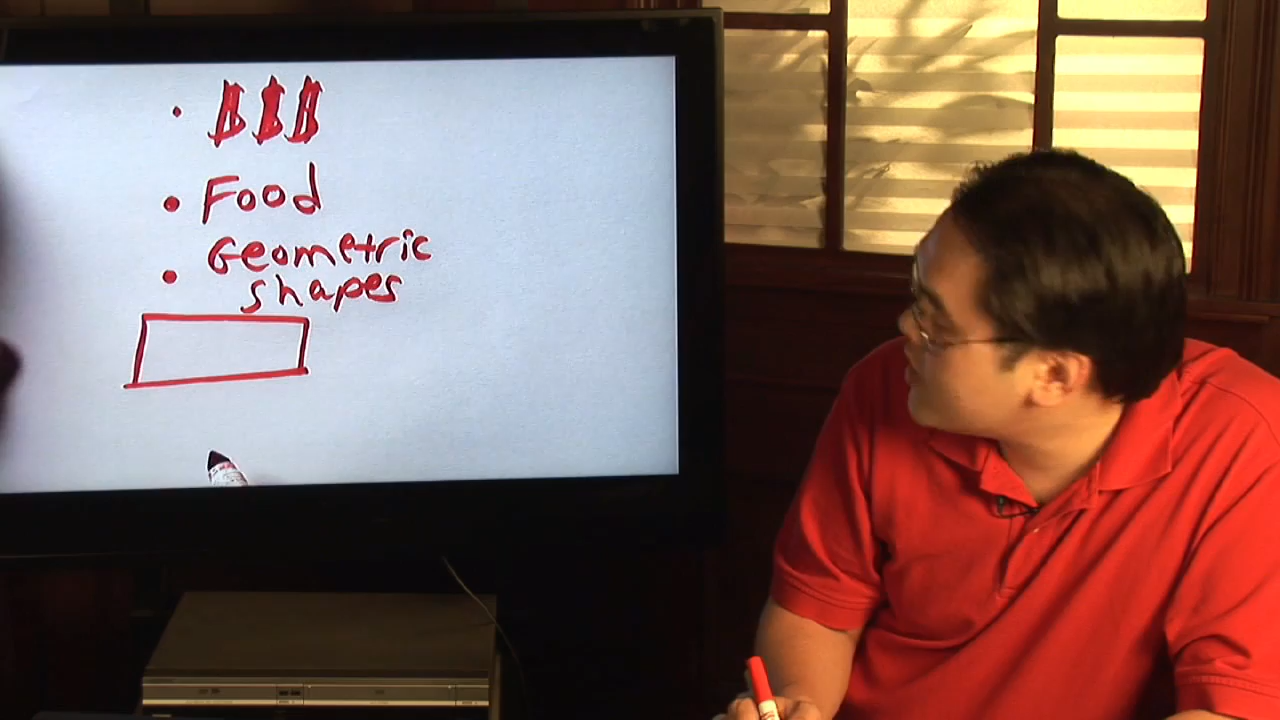 • $$$
• Food
• Geometric
shapes